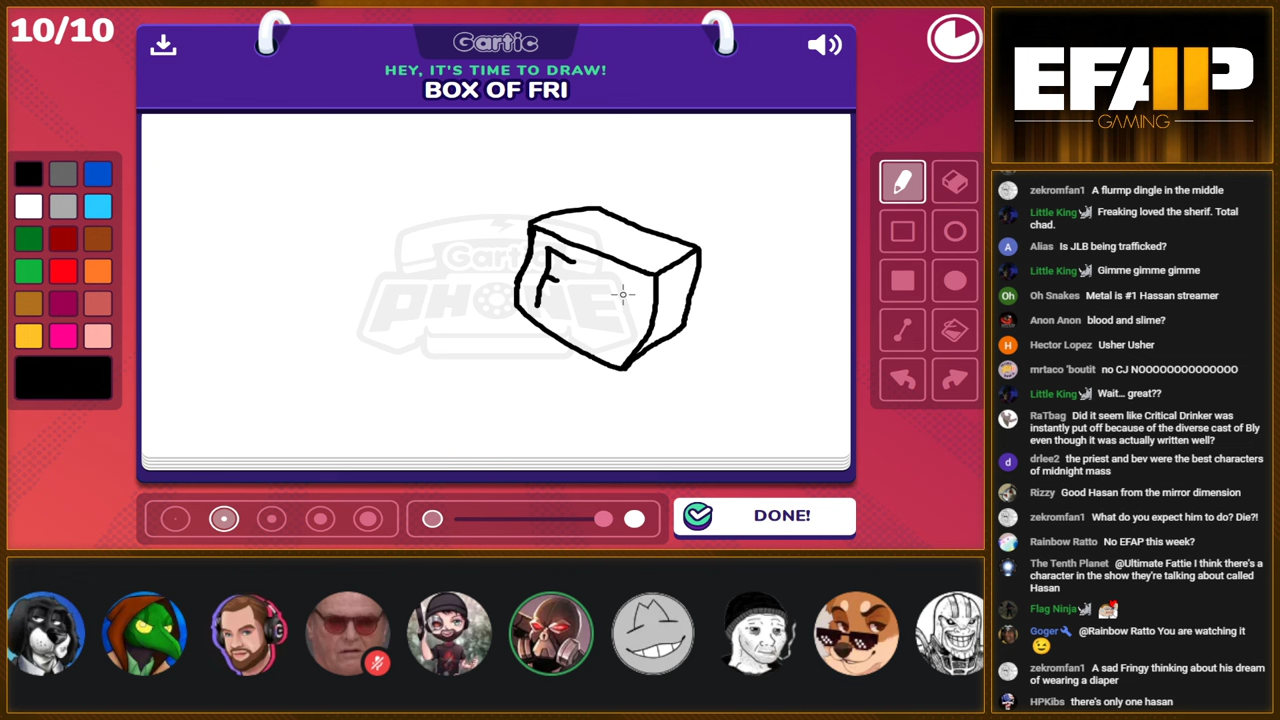 10/10
Gartic
HEY, IT'S TIME TO DRAW!
BOX OF FRI
Gartic
PHONE
F
DONE!
EFAP
GAMING
zekromfan1 A flurmp dingle in the middle
Little King Freaking loved the sherif. Total
chad.
Alias Is JLB being trafficked?
Little King Gimme gimme gimme
Oh Oh Snakes Metal is #1 Hassan streamer
Anon Anon blood and slime?
H Hector Lopez Usher Usher
mrtaco 'boutit no CJ NOOOOOOOOOOOOOO
Little King Wait... great??
RaTbag Did it seem like Critical Drinker was
instantly put off because of the diverse cast of Bly
even though it was actually written well?
d drlee2 the priest and bev were the best characters
of midnight mass
Rizzy Good Hasan from the mirror dimension
zekromfan1 What do you expect him to do? Die?!
Rainbow Ratto No EFAP this week?
The Tenth Planet @Ultimate Fattie I think there's a
character in the show they're talking about called
Hasan
Flag Ninja
Goger @Rainbow Ratto You are watching it
zekromfan1 A sad Fringy thinking about his dream
of wearing a diaper
HPKibs there's only one hasan